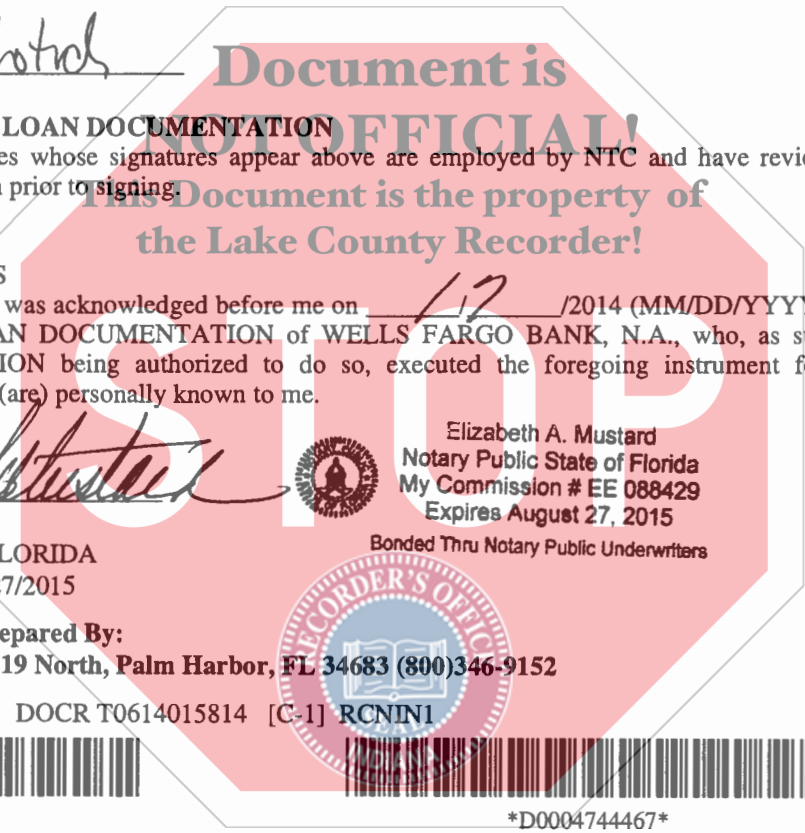 Document is
LOAN DOCUMENTATION
NOT OFFICIAL!
es whose signatures appear above are employed by NTC and have revie
n prior to signing.
This Document is the property of
the Lake County Recorder!
S
was acknowledged before me on /2014 (MM/DD/YYYY
AN DOCUMENTATION of WELLS FARGO BANK, N.A., who, as s
ION being authorized to do so, executed the foregoing instrument f
(are) personally known to me.
STOP
Elizabeth A. Mustard
Notary Public State of Florida
My Commission # EE 088429
Expires August 27, 2015
Bonded Thru Notary Public Underwriters
LORIDA
7/2015
epared By:
19 North, Palm Harbor, FL 34683 (800)346-9152
DOCR T0614015814 [C-1] RCNIN1
RECORDER'S OFFICE
SEAL
INDIANA
*D0004744467*